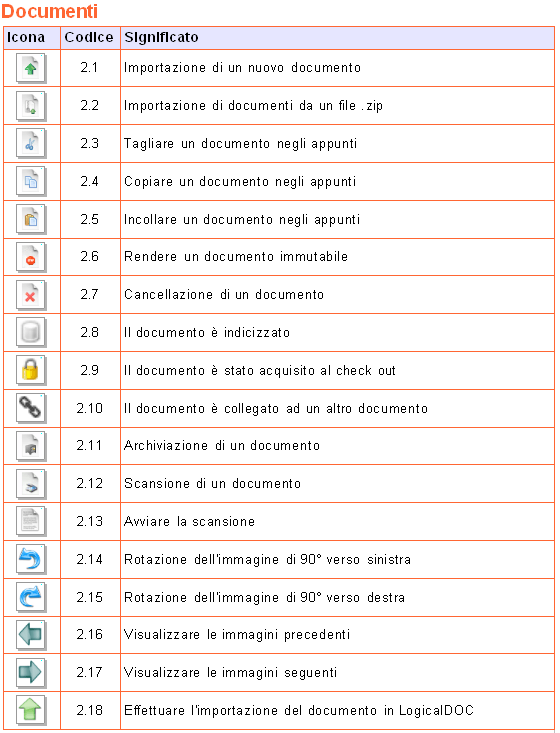 Documenti
Icona Codice Significato
2.1 Importazione di un nuovo documento
2.2 Importazione di documenti da un file .zip
2.3 Tagliare un documento negli appunti
2.4 Copiare un documento negli appunti
2.5 Incollare un documento negli appunti
2.6 Rendere un documento immutabile
2.7 Cancellazione di un documento
2.8 Il documento è indicizzato
2.9 Il documento è stato acquisito al check out
2.10 Il documento è collegato ad un altro documento
2.11 Archiviazione di un documento
2.12 Scansione di un documento
2.13 Avviare la scansione
2.14 Rotazione dell'immagine di 90° verso sinistra
2.15 Rotazione dell'immagine di 90° verso destra
2.16 Visualizzare le immagini precedenti
2.17 Visualizzare le immagini seguenti
2.18 Effettuare l'importazione del documento in LogicalDOC